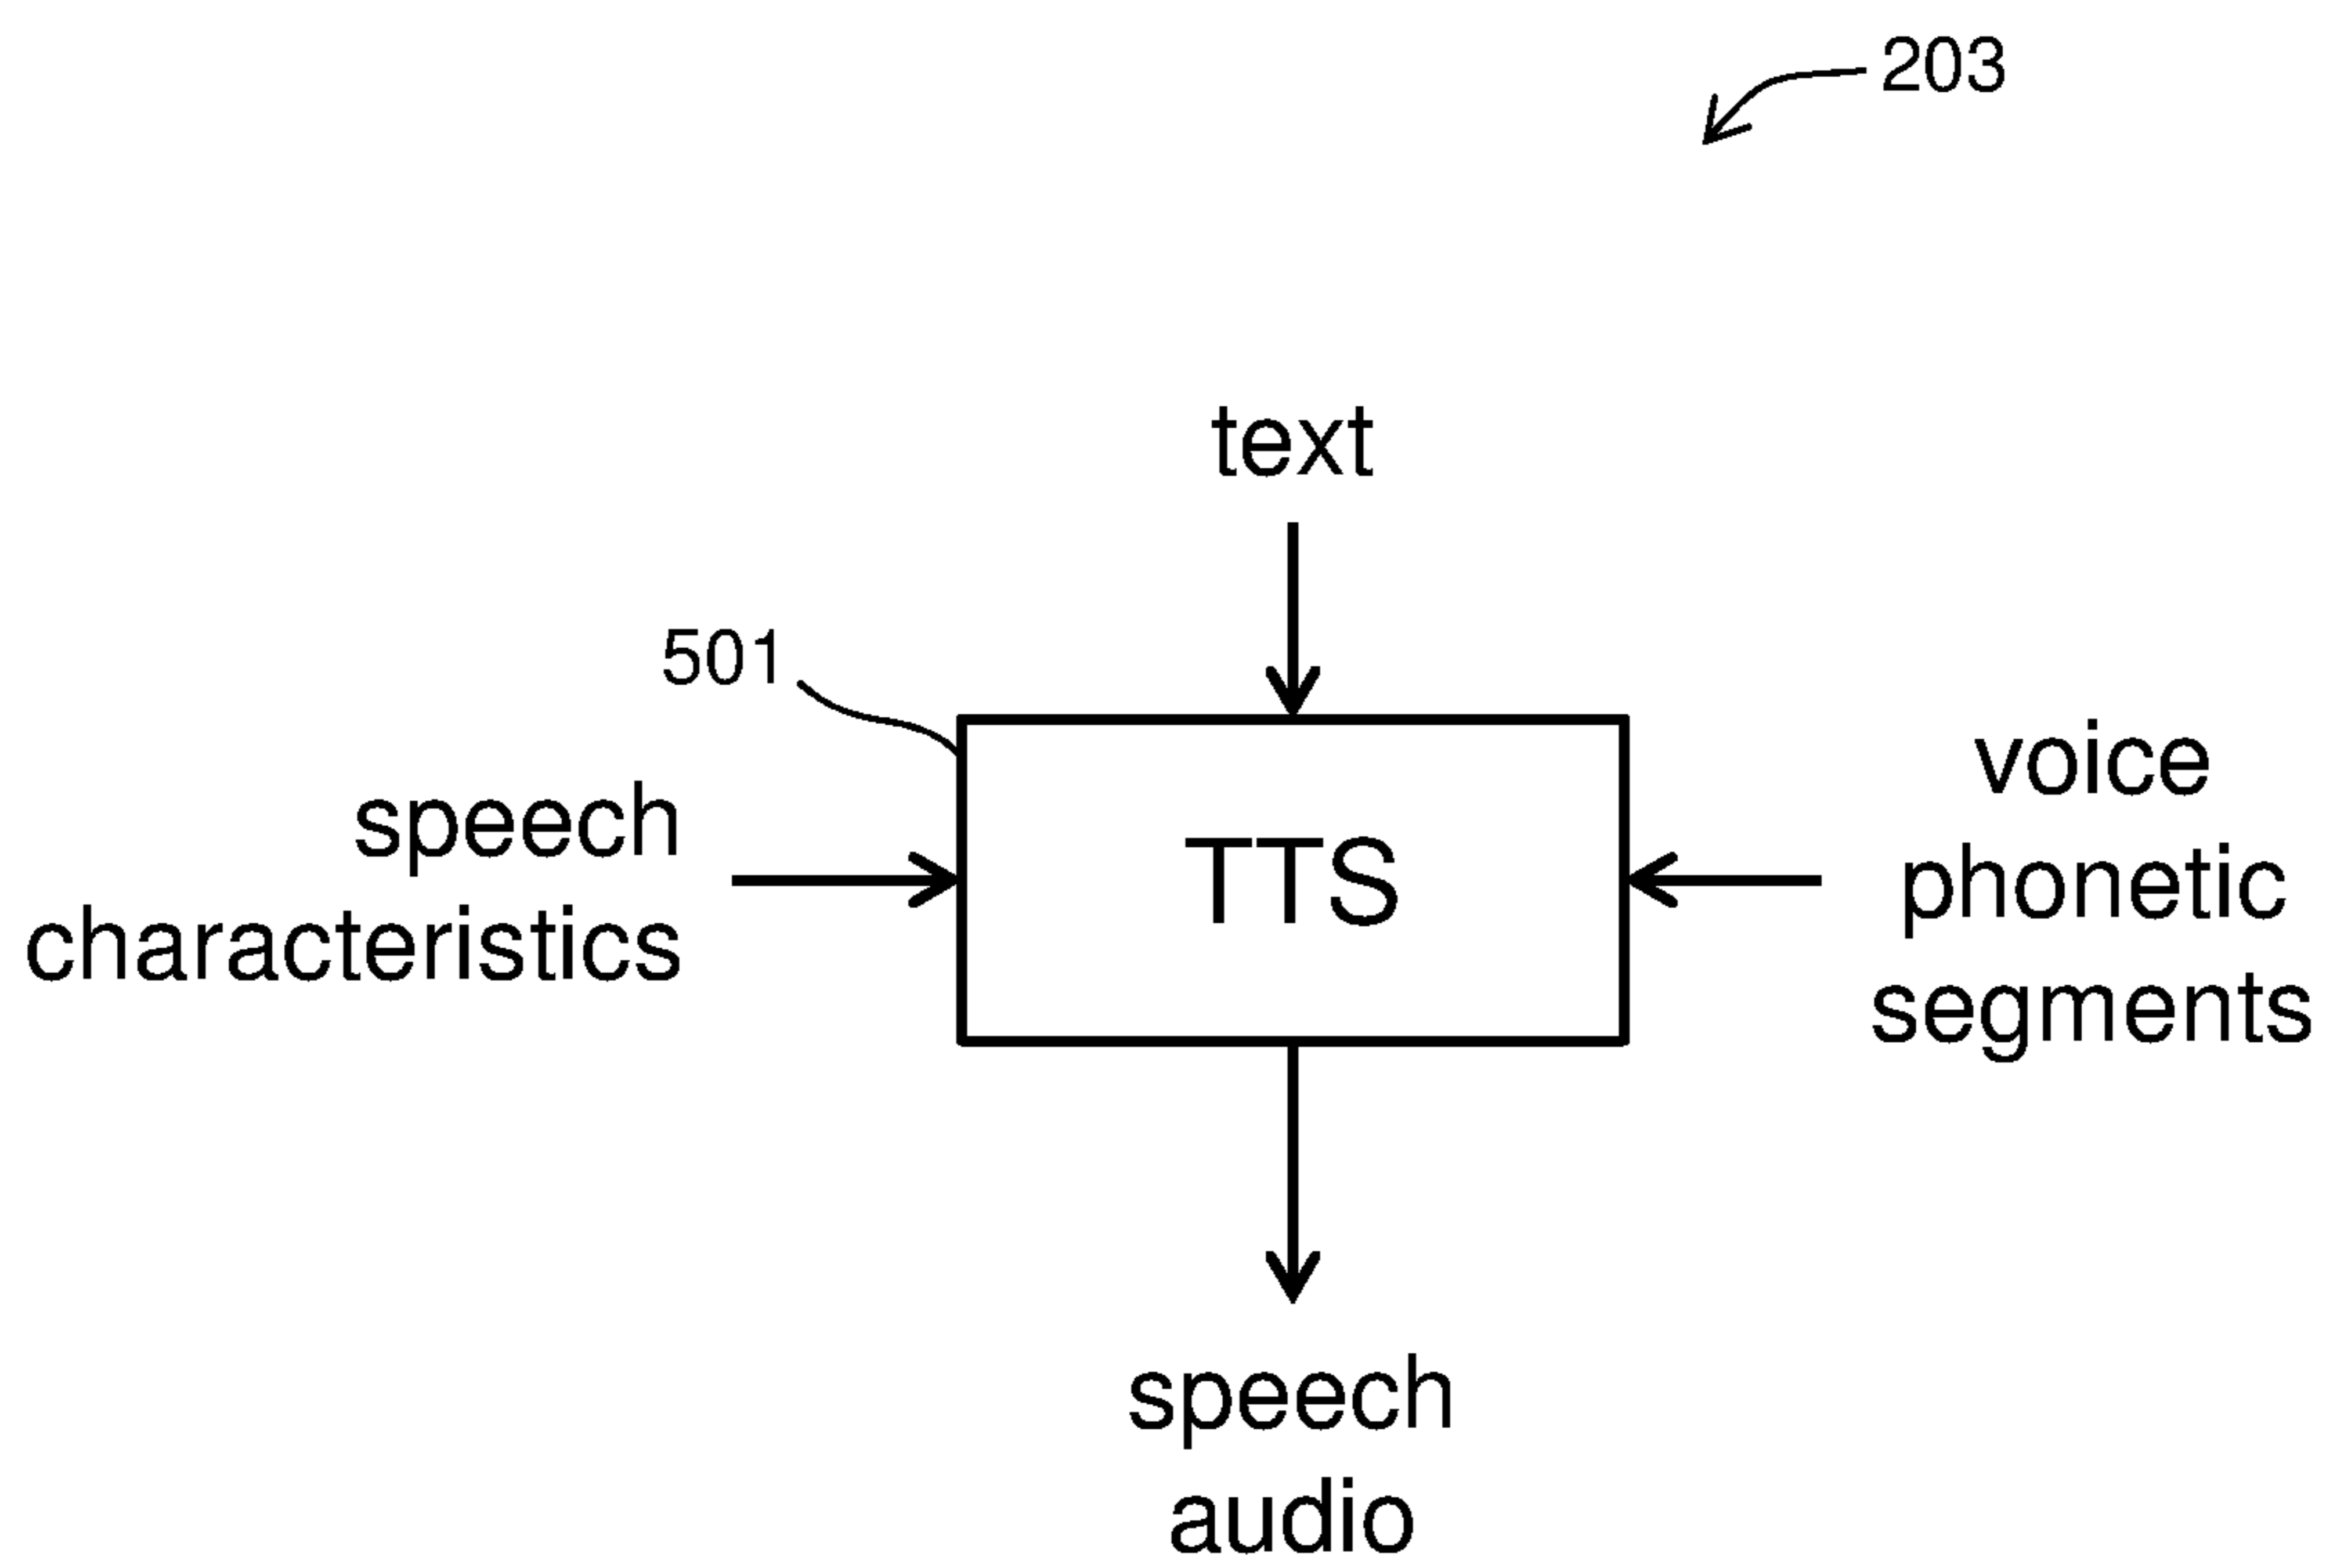 203
text
501
speech
characteristics
TTS
voice
phonetic
segments
speech
audio